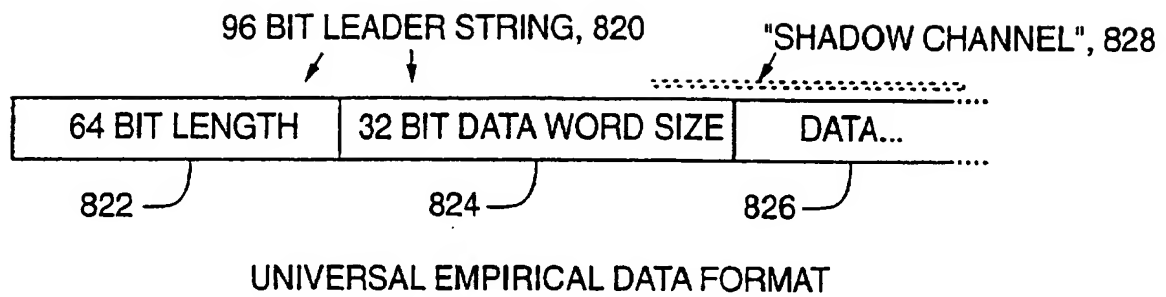 96 BIT LEADER STRING, 820
"SHADOW CHANNEL", 828
64 BIT LENGTH
32 BIT DATA WORD SIZE
DATA...
822
824
826
UNIVERSAL EMPIRICAL DATA FORMAT